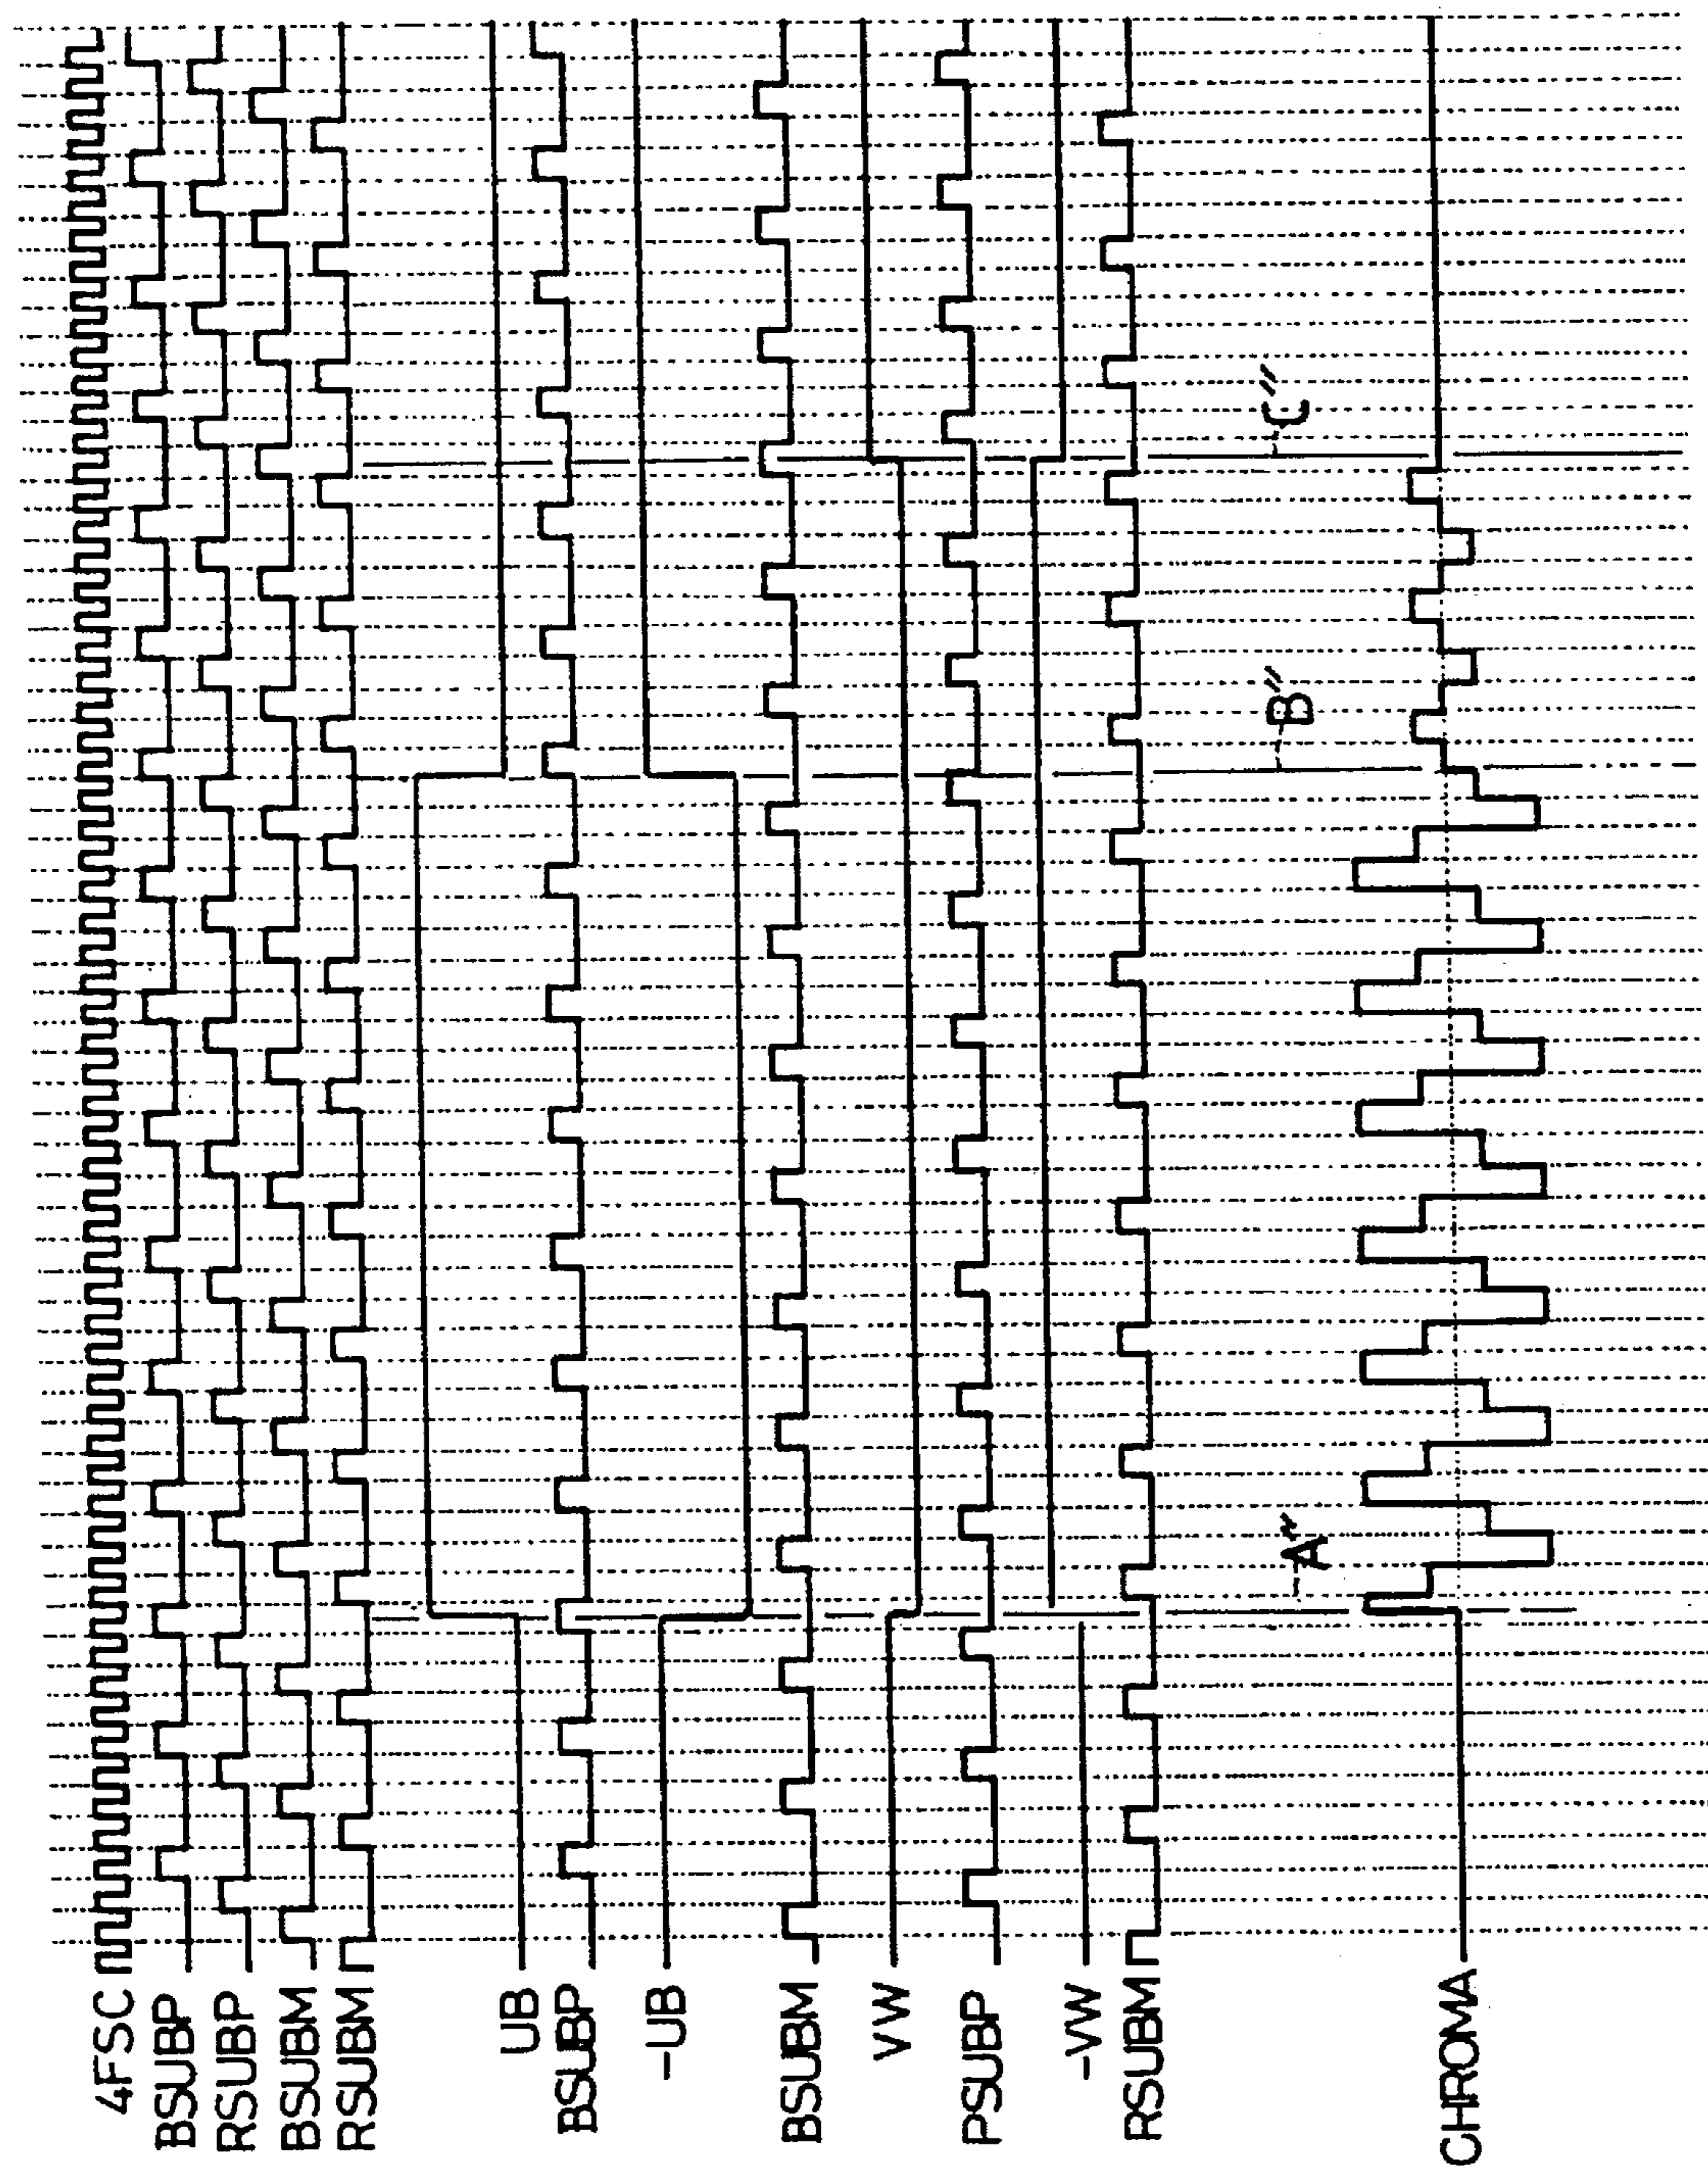 4FSC
BSUBP
RSUBP
BSUBM
RSUBM
UB
BSUBP
-UB
BSUBM
VW
PSUBP
-VW
RSUBM
CHROMA
A"
B"
C"